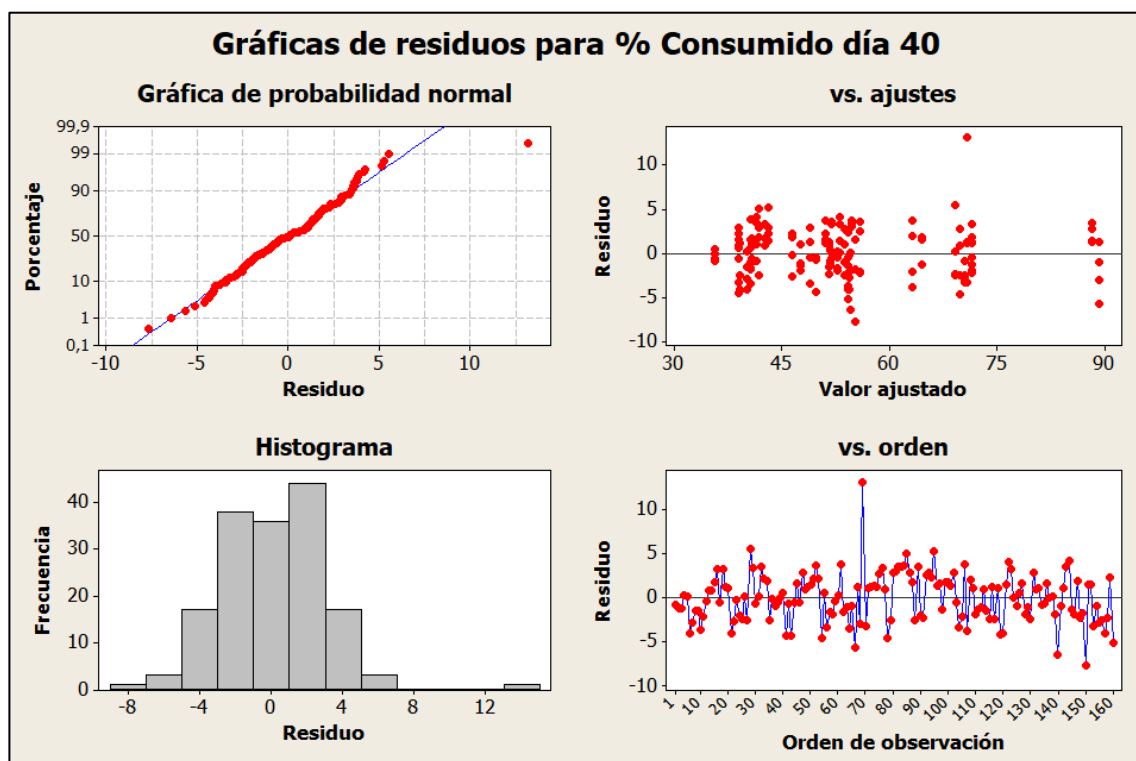 Gráficas de residuos para % Consumido día 40
Gráfica de probabilidad normal
99,9
99
90
50
10
1
0,1
Porcentaje
-10 -5 0 5 10
Residuo
vs. ajustes
10
5
0
-5
-10
Residuo
30 45 60 75 90
Valor ajustado
Histograma
40
30
20
10
0
Frecuencia
-8 -4 0 4 8 12
Residuo
vs. orden
10
5
0
-5
-10
Residuo
1 10 20 30 40 50 60 70 80 90 100 110 120 130 140 150 160
Orden de observación